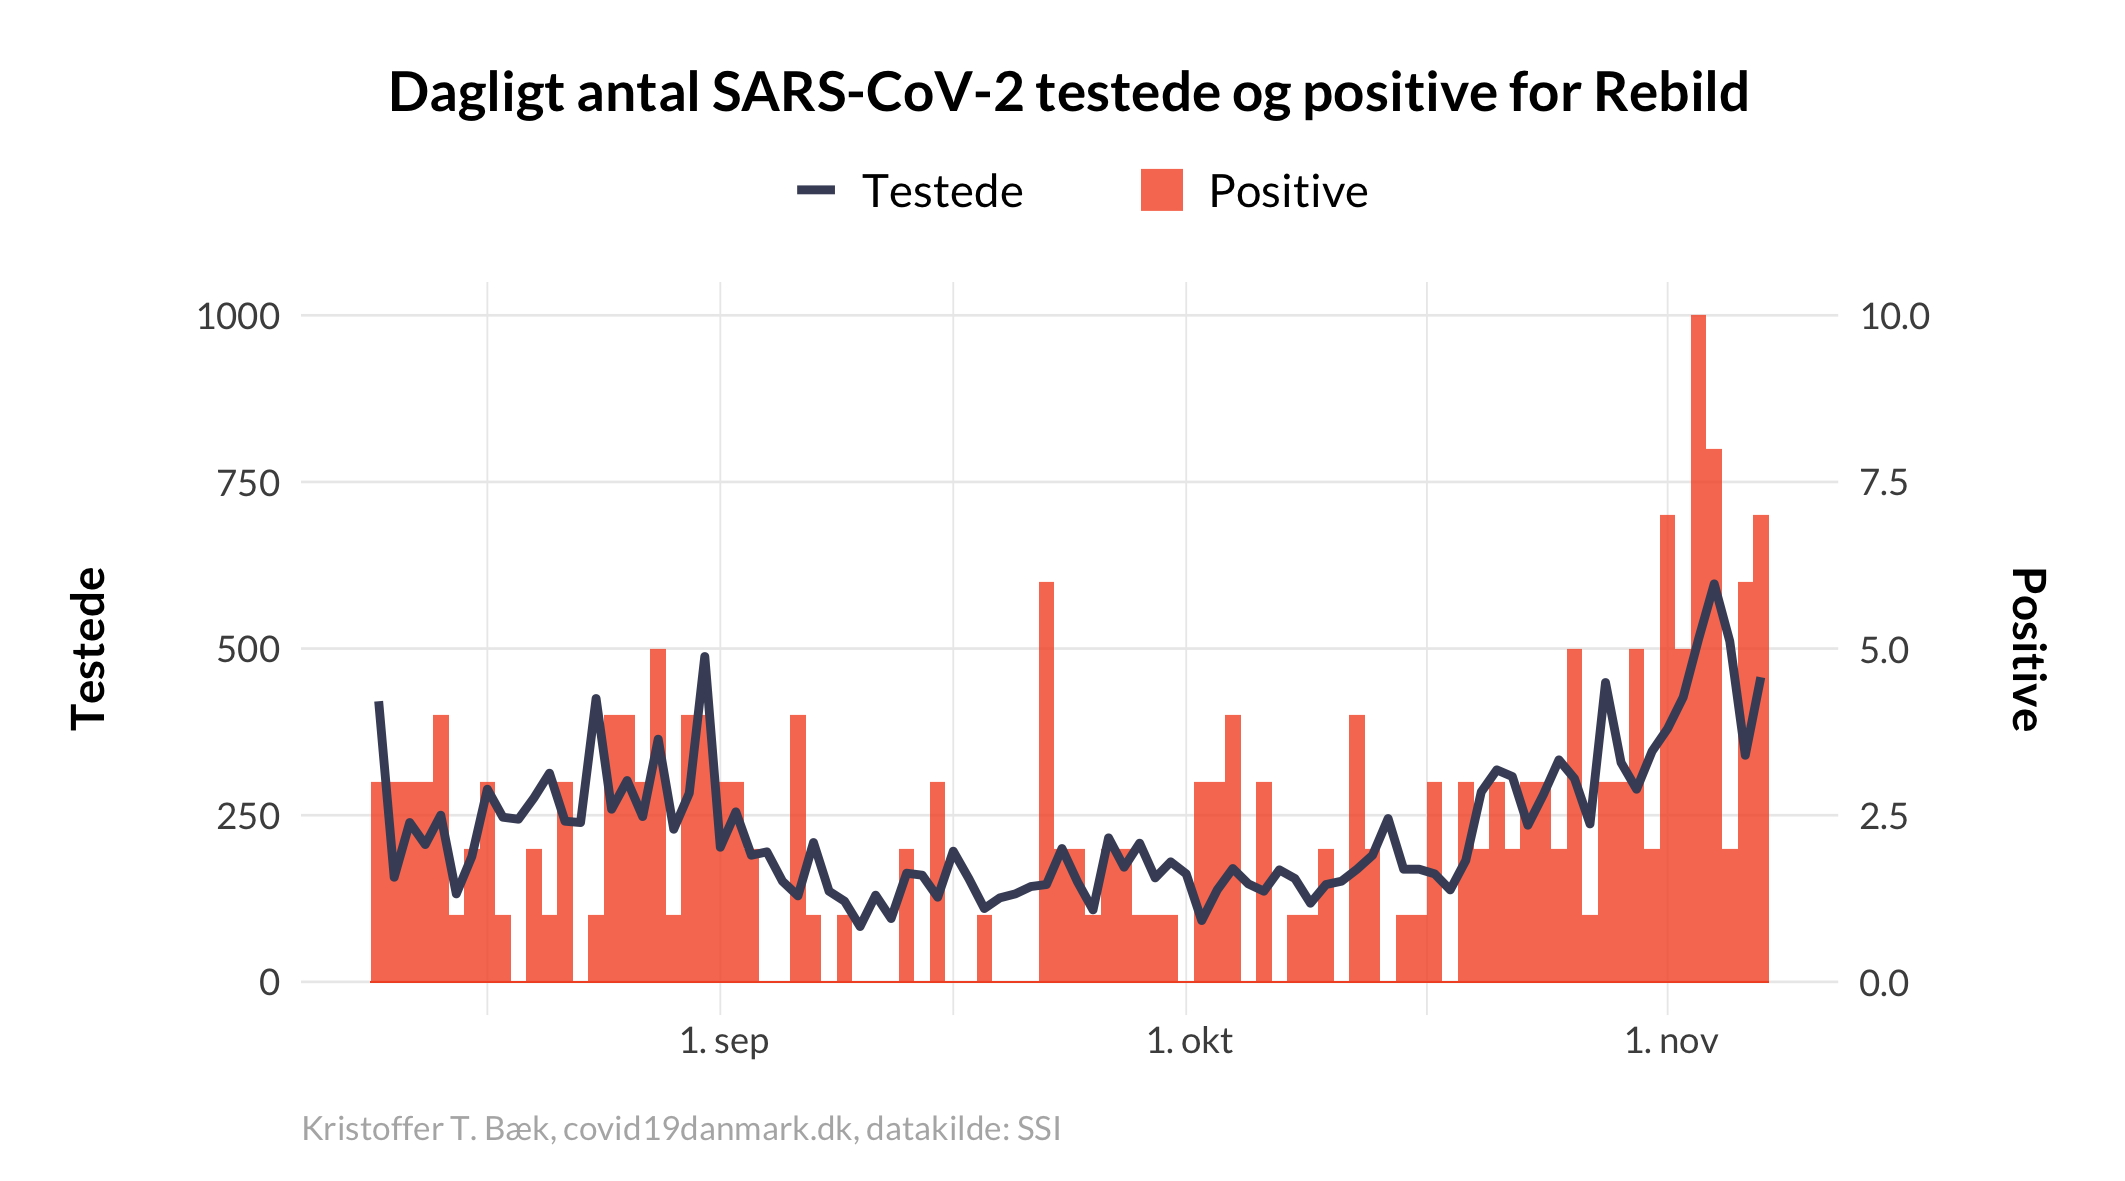 Dagligt antal SARS-CoV-2 testede og positive for Rebild
Testede
Positive
1000
750
500
250
0
10.0
7.5
5.0
2.5
0.0
Testede
Positive
1. sep
1. okt
1. nov
Kristoffer T. Bæk, covid19danmark.dk, datakilde: SSI